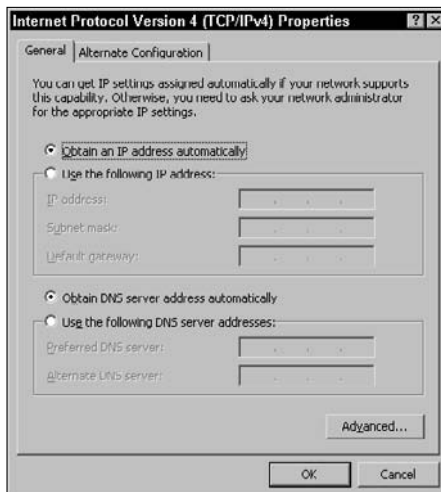 Internet Protocol Version 4 (TCP/IPv4) Properties ? X
General Alternate Configuration
You can get IP settings assigned automatically if your network supports
this capability. Otherwise, you need to ask your network administrator
for the appropriate IP settings.
Obtain an IP address automatically
Use the following IP address:
IP address:
Subnet mask:
Default gateway:
Obtain DNS server address automatically
Use the following DNS server addresses:
Preferred DNS server:
Alternate DNS server:
Advanced...
OK Cancel